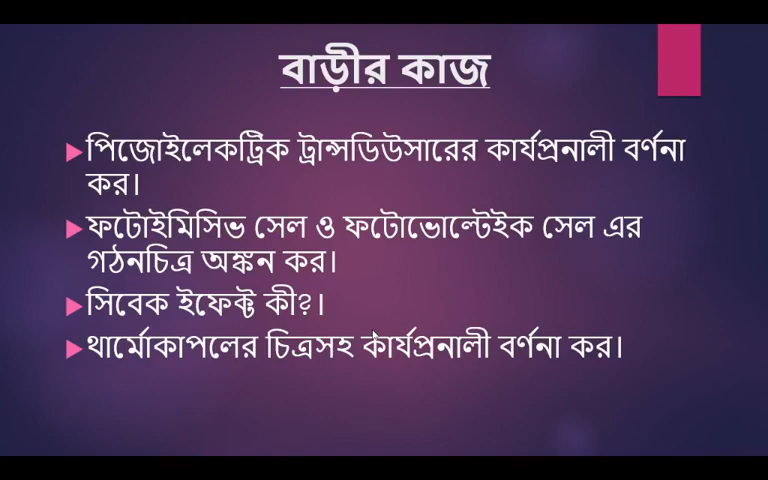 বাড়ীর কাজ
পিজোইলেকট্রিক ট্রান্সডিউসারের কার্যপ্রনালী বর্ণনা
কর।
ফটোইমিসিভ সেল ও ফটোভোল্টেইক সেল এর
গঠনচিত্র অঙ্কন কর।
সিবেক ইফেক্ট কী?।
থার্মোকাপলের চিত্রসহ কার্যপ্রনালী বর্ণনা কর।